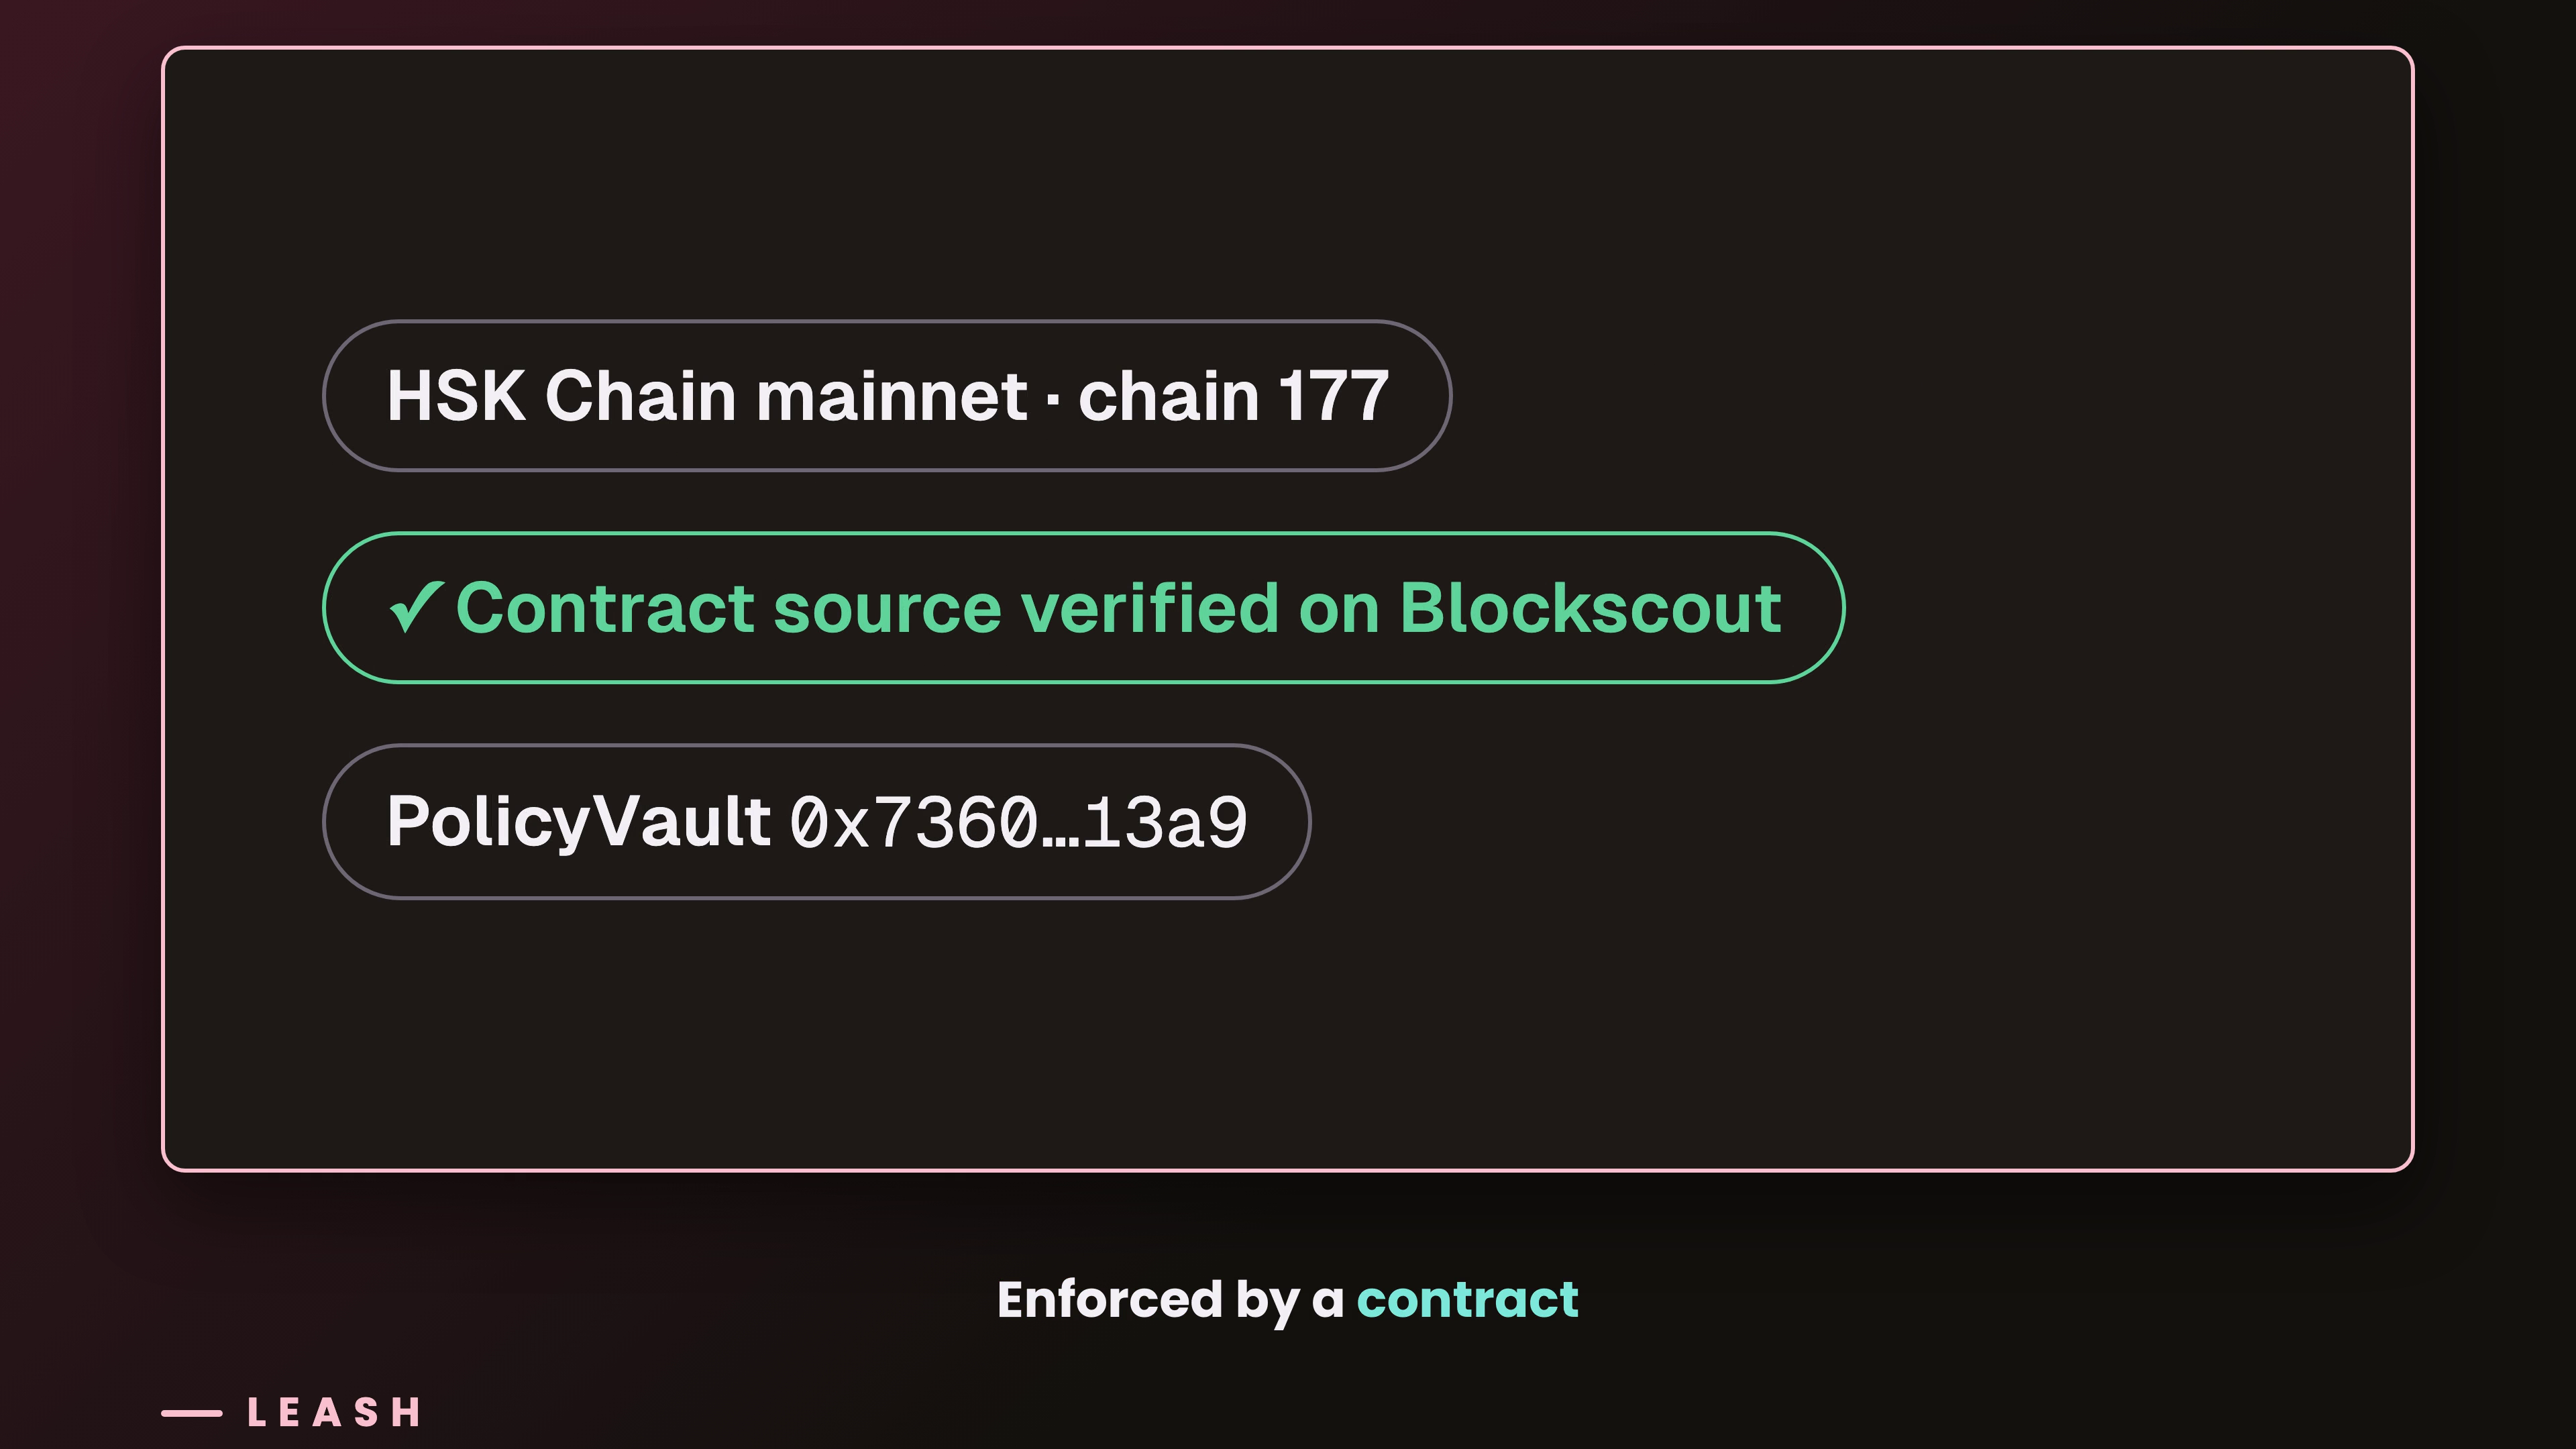 HSK Chain mainnet · chain 177
✓ Contract source verified on Blockscout
PolicyVault 0x7360…13a9
Enforced by a contract
LEASH